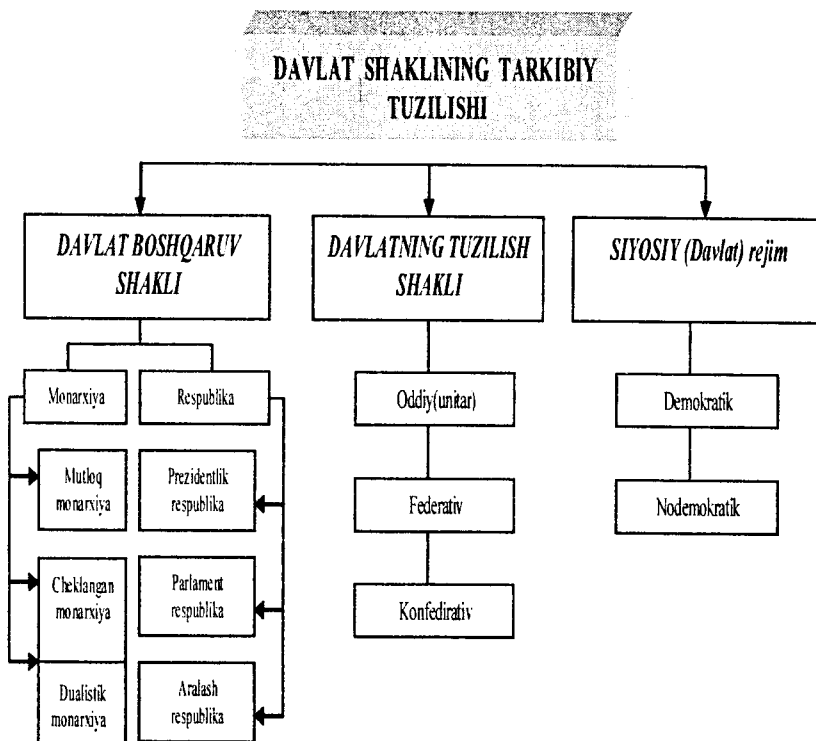 DAVLAT SHAKLINING TARKIBIY
TUZILISHI
DAVLAT BOSHQARUV
SHAKLI
DAVLATNING TUZILISH
SHAKLI
SIYOSIY (Davlat) rejim
Monarxiya
Respublika
Oddiy(unitar)
Demokratik
Mutloq
monarxiya
Prezidentlik
respublika
Federativ
Nodemokratik
Cheklangan
monarxiya
Parlament
respublika
Konfedirativ
Dualistik
monarxiya
Aralash
respublika